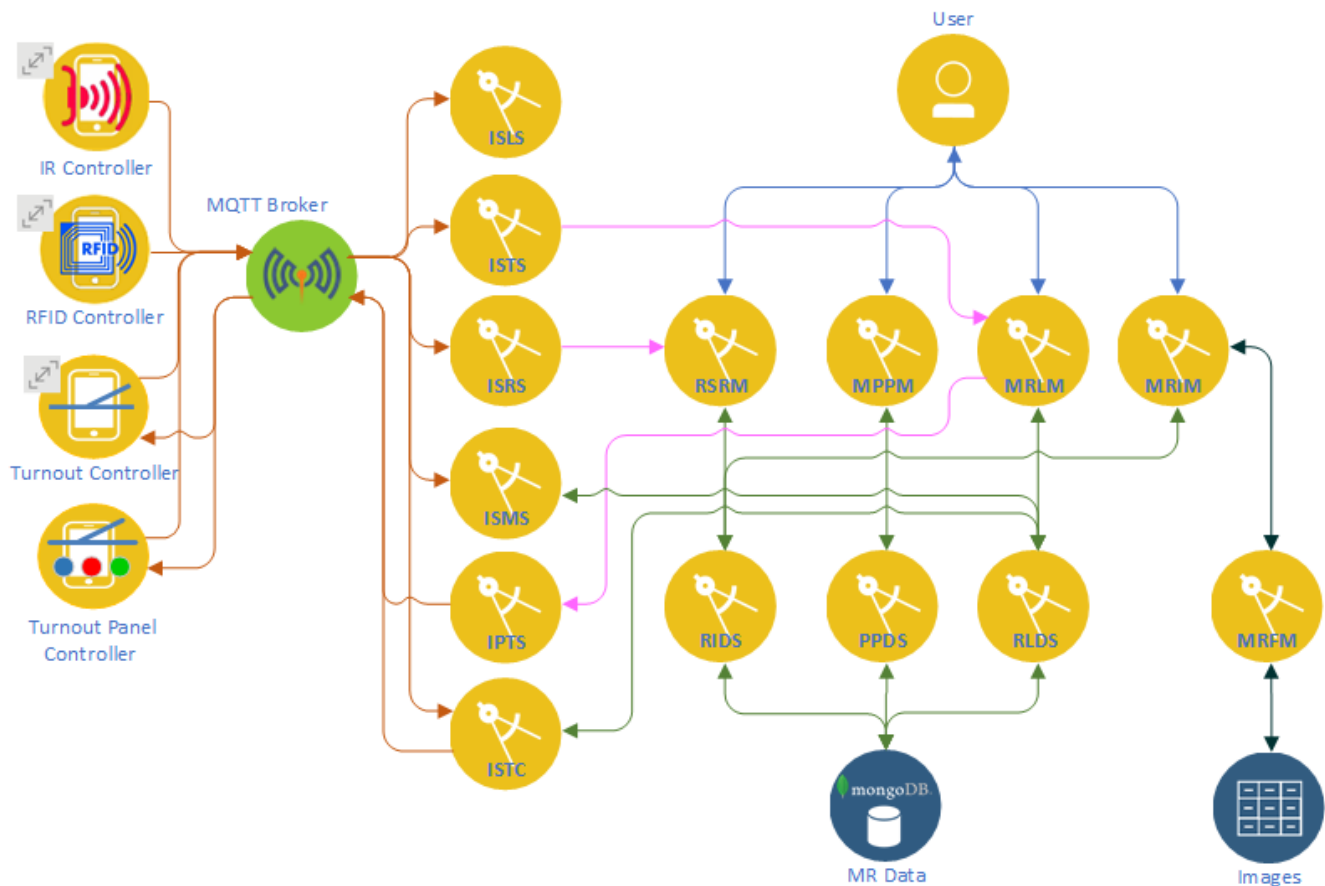 User
IR Controller
ISLS
MQTT Broker
RFID
RFID Controller
ISTS
ISRS
RSRM
MPPM
MRLM
MRIM
Turnout Controller
ISMS
Turnout Panel
Controller
IPTS
RIDS
PPDS
RLDS
MRFM
ISTC
mongoDB.
MR Data
Images